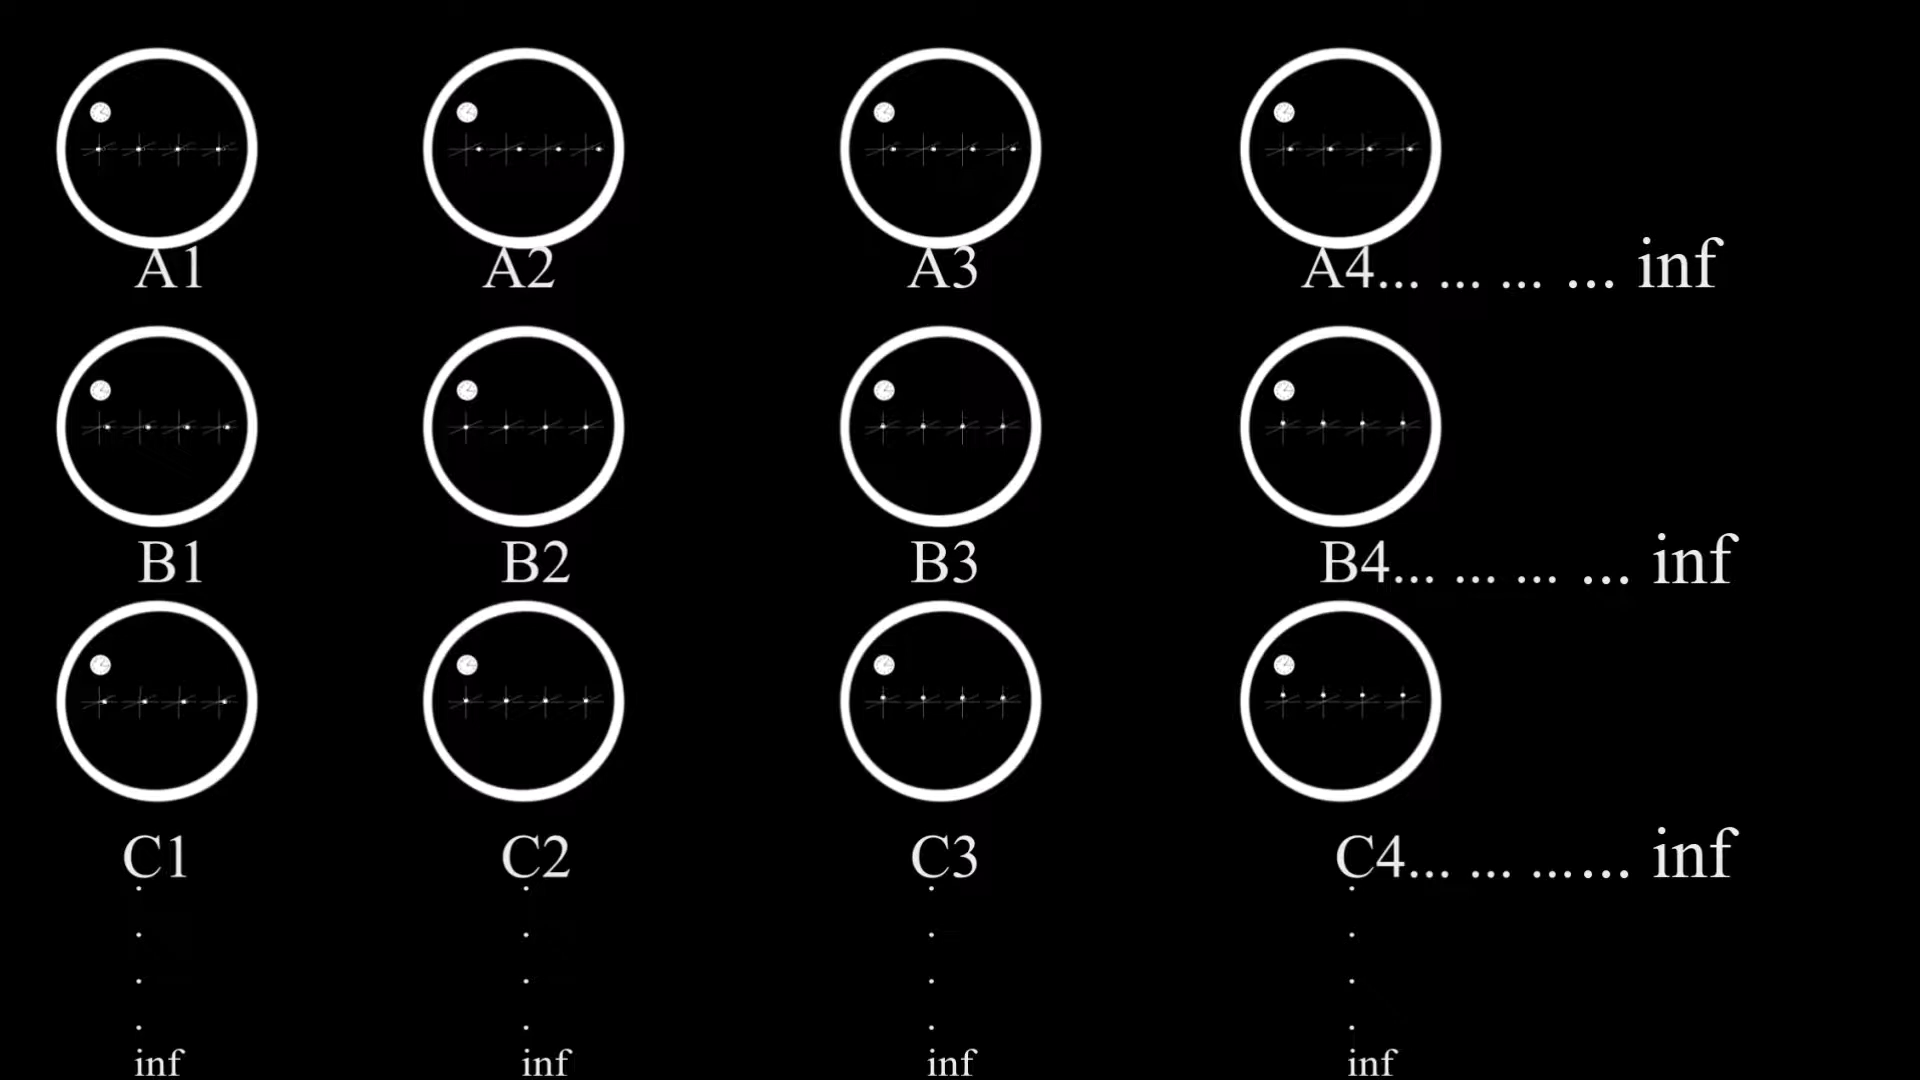 A1 A2 A3 A4... ... ... ... inf
B1 B2 B3 B4... ... ... ... inf
C1 C2 C3 C4... ... ...... inf
. . . .
. . . .
. . . .
. . . .
inf inf inf inf